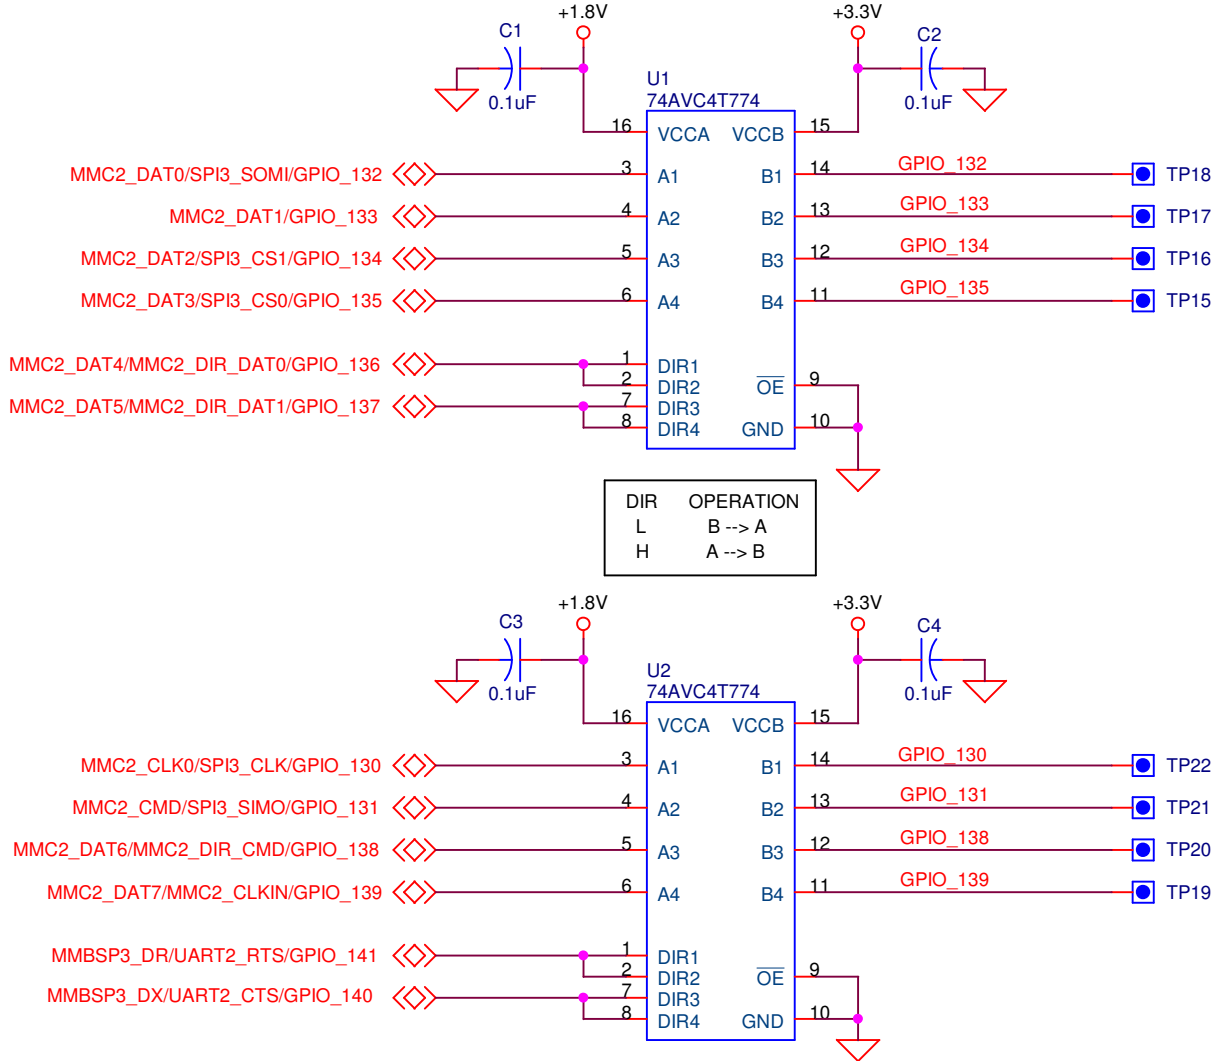 +1.8V
+3.3V
C1
C2
0.1uF
0.1uF
U1
74AVC4T774
16 VCCA VCCB 15
MMC2_DAT0/SPI3_SOMI/GPIO_132 3 A1 B1 14 GPIO_132 TP18
MMC2_DAT1/GPIO_133 4 A2 B2 13 GPIO_133 TP17
MMC2_DAT2/SPI3_CS1/GPIO_134 5 A3 B3 12 GPIO_134 TP16
MMC2_DAT3/SPI3_CS0/GPIO_135 6 A4 B4 11 GPIO_135 TP15
MMC2_DAT4/MMC2_DIR_DAT0/GPIO_136 1 DIR1
2 DIR2 OE 9
MMC2_DAT5/MMC2_DIR_DAT1/GPIO_137 7 DIR3
8 DIR4 GND 10
DIR OPERATION
L B --> A
H A --> B
+1.8V
+3.3V
C3
C4
0.1uF
0.1uF
U2
74AVC4T774
16 VCCA VCCB 15
MMC2_CLK0/SPI3_CLK/GPIO_130 3 A1 B1 14 GPIO_130 TP22
MMC2_CMD/SPI3_SIMO/GPIO_131 4 A2 B2 13 GPIO_131 TP21
MMC2_DAT6/MMC2_DIR_CMD/GPIO_138 5 A3 B3 12 GPIO_138 TP20
MMC2_DAT7/MMC2_CLKIN/GPIO_139 6 A4 B4 11 GPIO_139 TP19
MMBSP3_DR/UART2_RTS/GPIO_141 1 DIR1
2 DIR2 OE 9
MMBSP3_DX/UART2_CTS/GPIO_140 7 DIR3
8 DIR4 GND 10